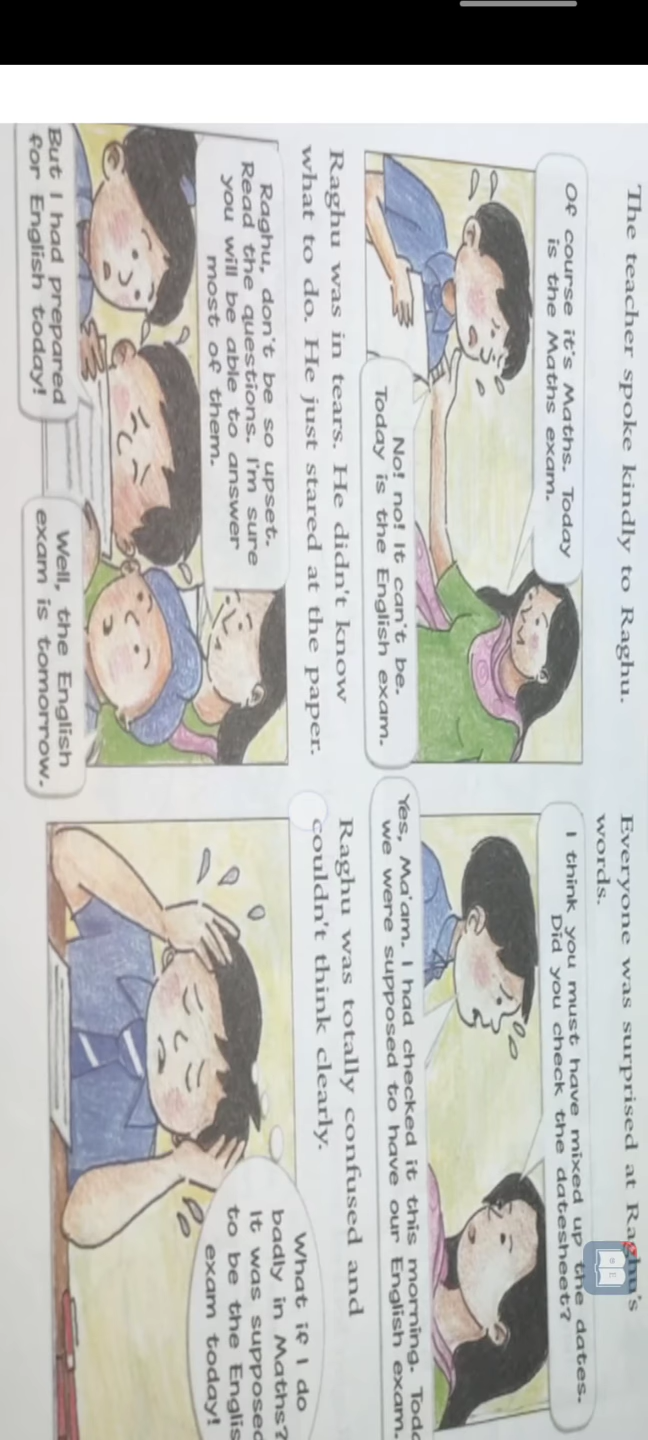 The teacher spoke kindly to Raghu.
Of course it's Maths. Today
is the Maths exam.
No! no! It can't be.
Today is the English exam.
Everyone was surprised at Raghu's
words.
I think you must have mixed up the dates.
Did you check the datesheet?
Yes, Ma'am. I had checked it this morning. Toda
we were supposed to have our English exam.
Raghu was in tears. He didn't know
what to do. He just stared at the paper.
Raghu, don't be so upset.
Read the questions. I'm sure
you will be able to answer
most of them.
But I had prepared
for English today!
Well, the English
exam is tomorrow.
Raghu was totally confused and
couldn't think clearly.
What if I do
badly in Maths?
It was supposed
to be the Englis
exam today!